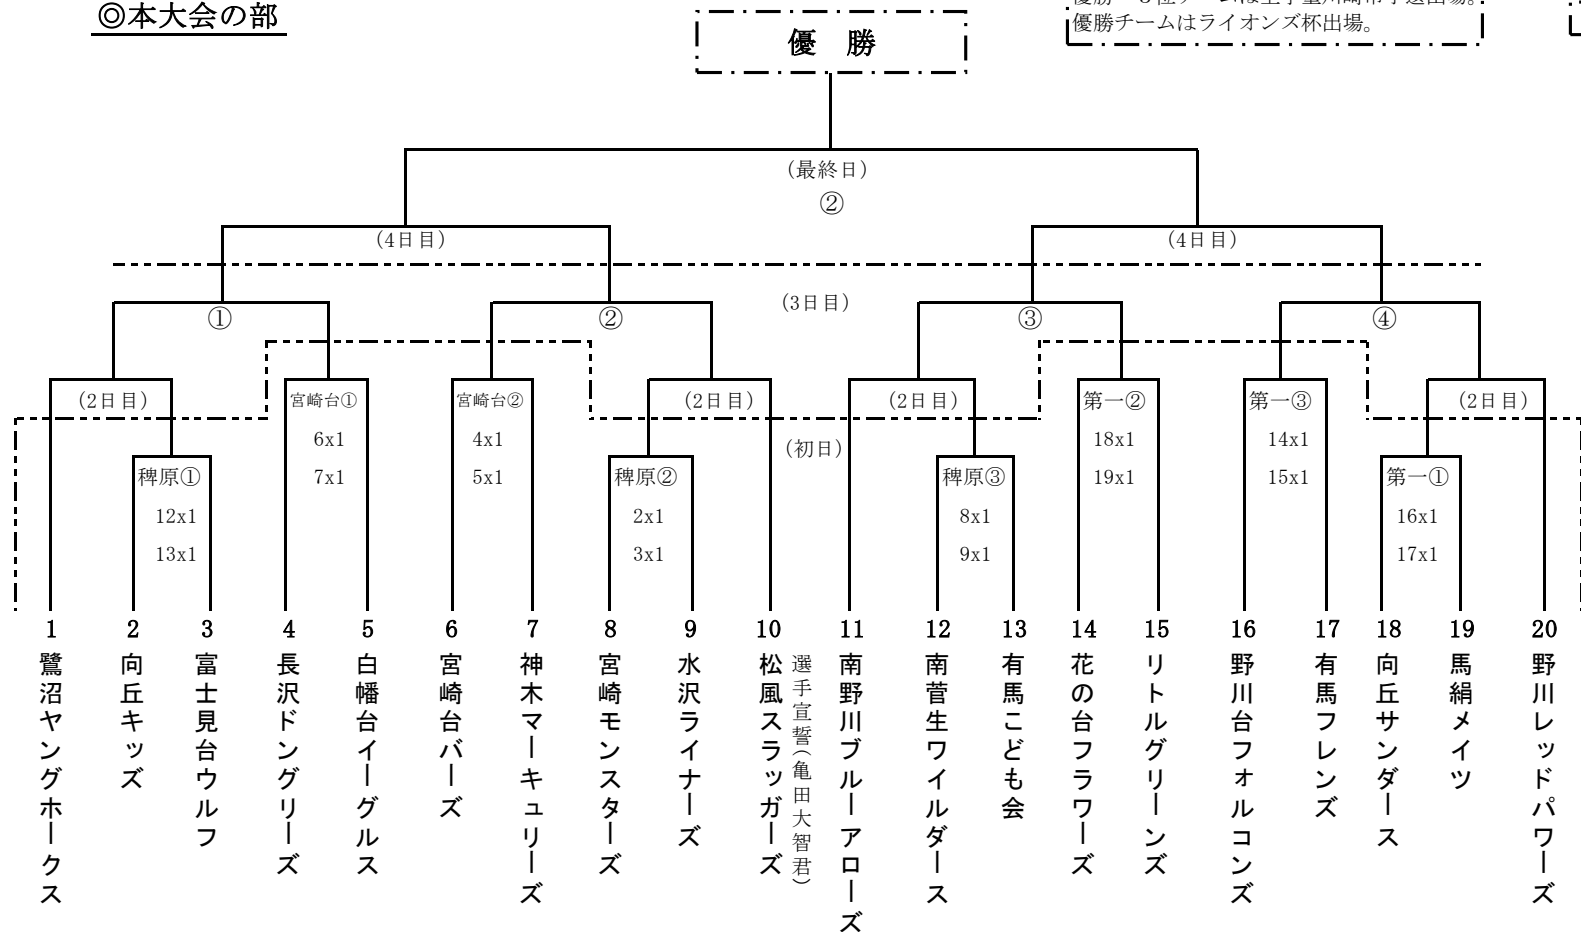 ◎本大会の部
優勝チームはライオンズ杯出場。
優 勝
(最終日)
②
(4日目)
(4日目)
(3日目)
①
②
③
④
(2日目)
宮崎台①
宮崎台②
(2日目)
(2日目)
第一②
第一③
(2日目)
6x1
4x1
(初日)
18x1
14x1
7x1
5x1
19x1
15x1
稗原①
稗原②
稗原③
第一①
12x1
2x1
8x1
16x1
13x1
3x1
9x1
17x1
1 2 3 4 5 6 7 8 9 10 11 12 13 14 15 16 17 18 19 20
鷺沼ヤングホークス
向丘キッズ
富士見台ウルフ
長沢ドングリーズ
白幡台イーグルス
宮崎台バーズ
神木マーキュリーズ
宮崎モンスターズ
水沢ライナーズ
松風スラッガーズ
選手宣誓(亀田大智君)
南野川ブルーアローズ
南菅生ワイルダース
有馬こども会
花の台フラワーズ
リトルグリーンズ
野川台フォルコンズ
有馬フレンズ
向丘サンダース
馬絹メイツ
野川レッドパワーズ